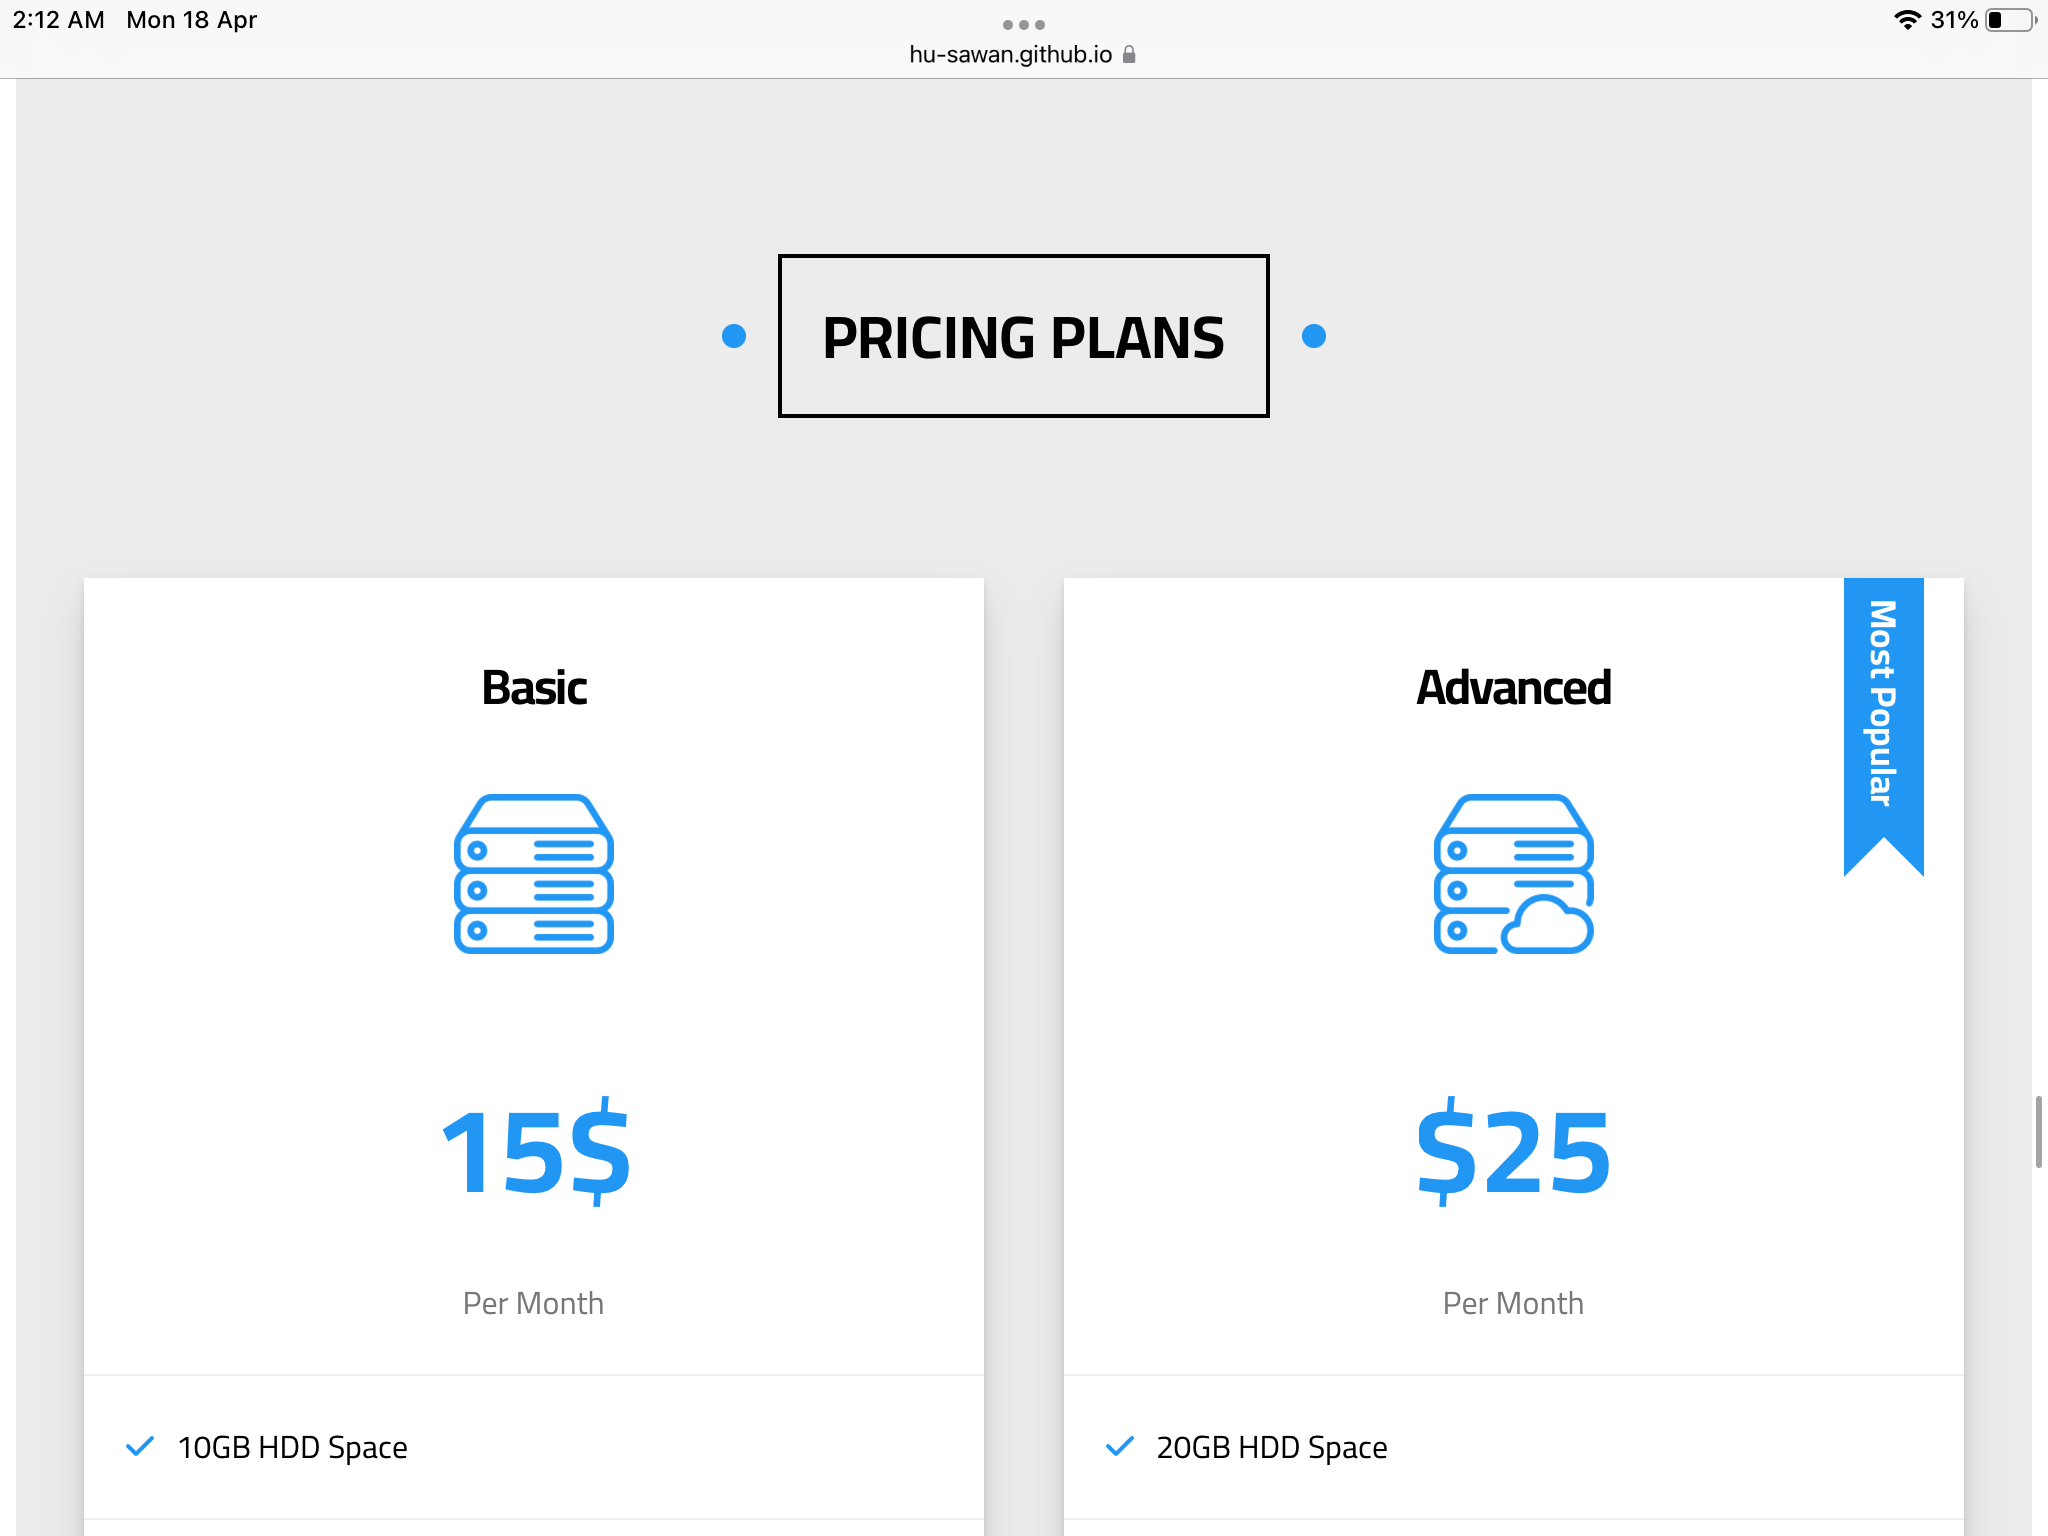 2:12 AM Mon 18 Apr
31%
hu-sawan.github.io
PRICING PLANS
Basic
15$
Per Month
10GB HDD Space
Advanced
Most Popular
$25
Per Month
20GB HDD Space